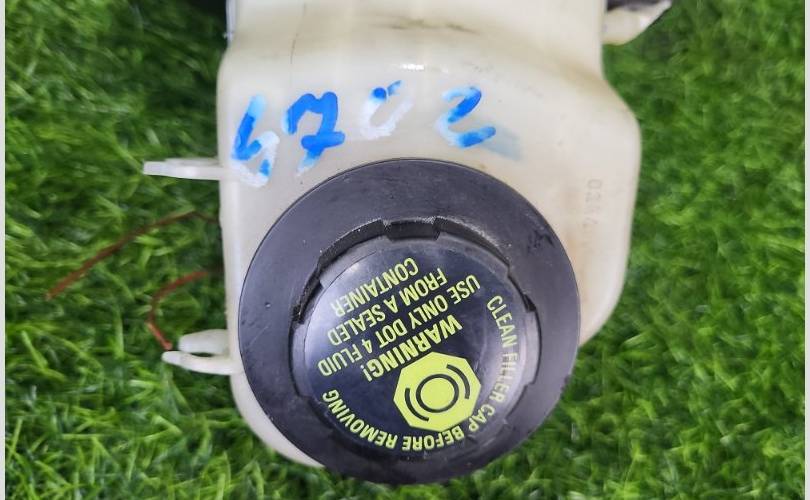 6702
WARNING!
USE ONLY DOT 4 FLUID
FROM A SEALED
CONTAINER
CLEAN FILLER CAP BEFORE REMOVING